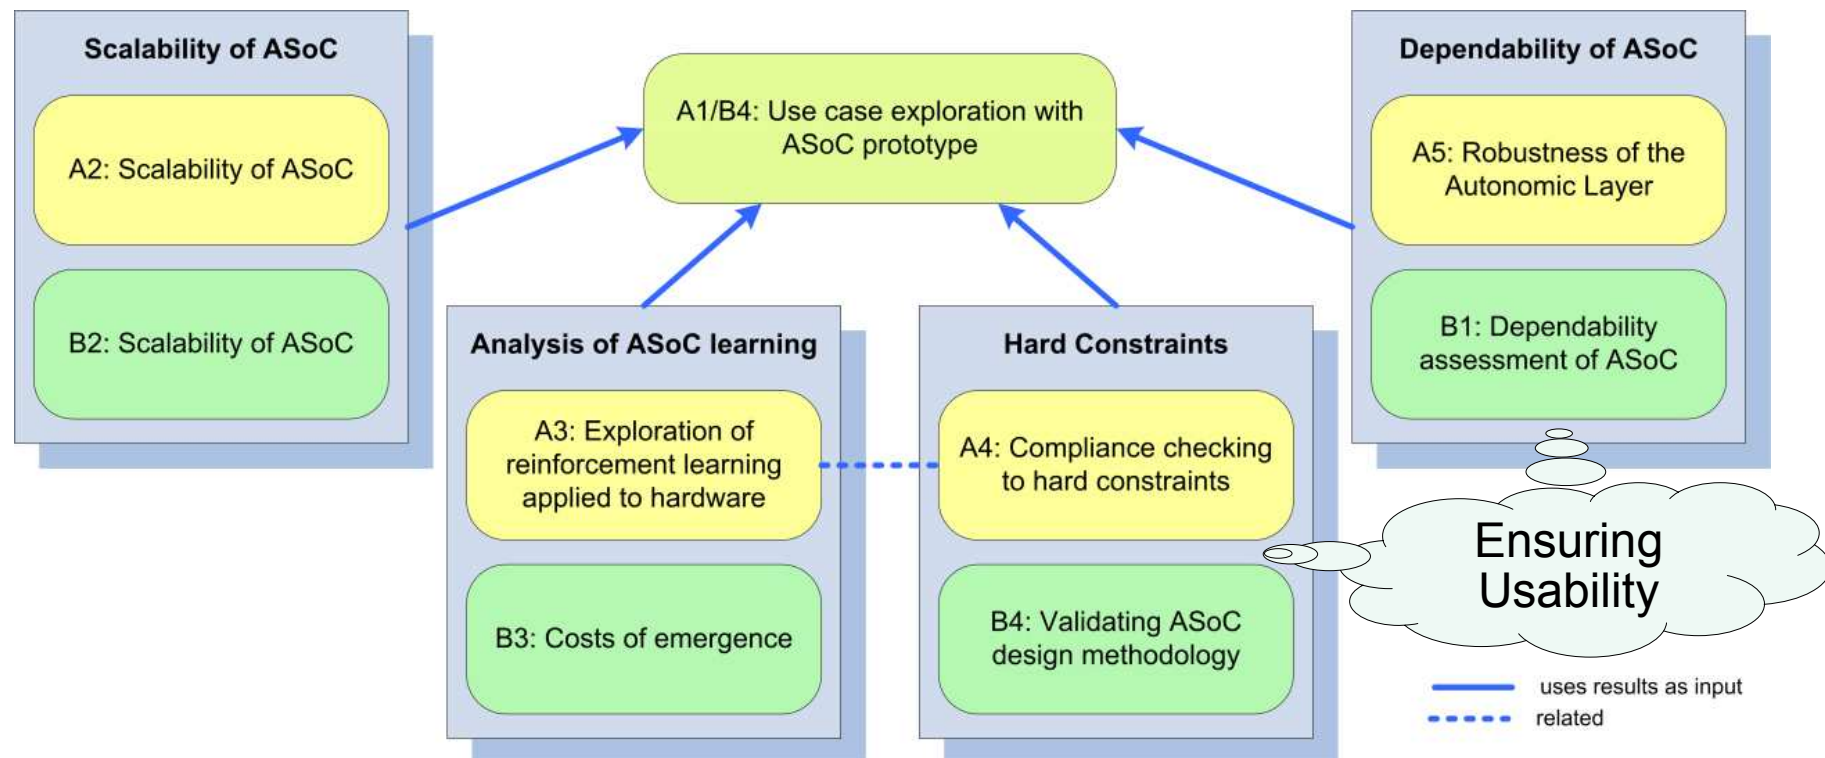 Scalability of ASoC
A2: Scalability of ASoC
B2: Scalability of ASoC
A1/B4: Use case exploration with
ASoC prototype
Dependability of ASoC
A5: Robustness of the
Autonomic Layer
B1: Dependability
assessment of ASoC
Analysis of ASoC learning
A3: Exploration of
reinforcement learning
applied to hardware
B3: Costs of emergence
Hard Constraints
A4: Compliance checking
to hard constraints
B4: Validating ASoC
design methodology
Ensuring
Usability
uses results as input
related